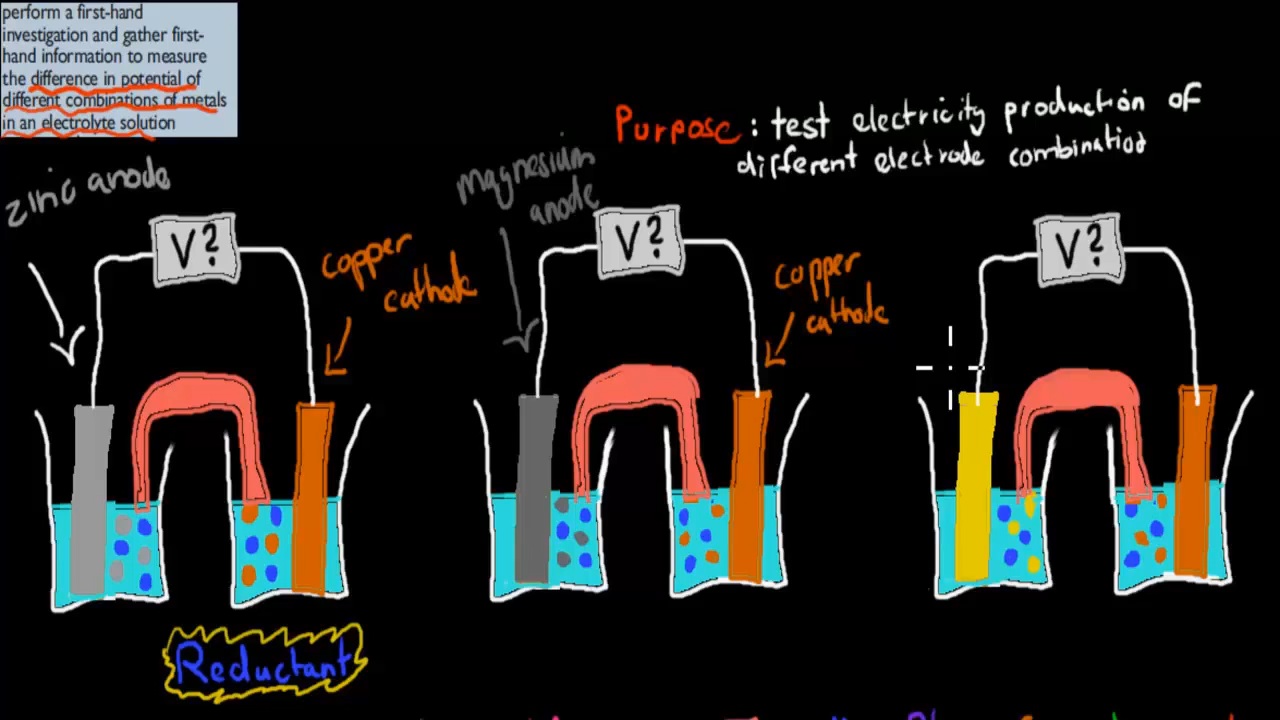 perform a first-hand
investigation and gather first-
hand information to measure
the difference in potential of
different combinations of metals
in an electrolyte solution
Purpose: test electricity production of
different electrode combination
zinc anode
magnesium
anode
V?
V?
V?
copper
cathode
copper
cathode
Reductant